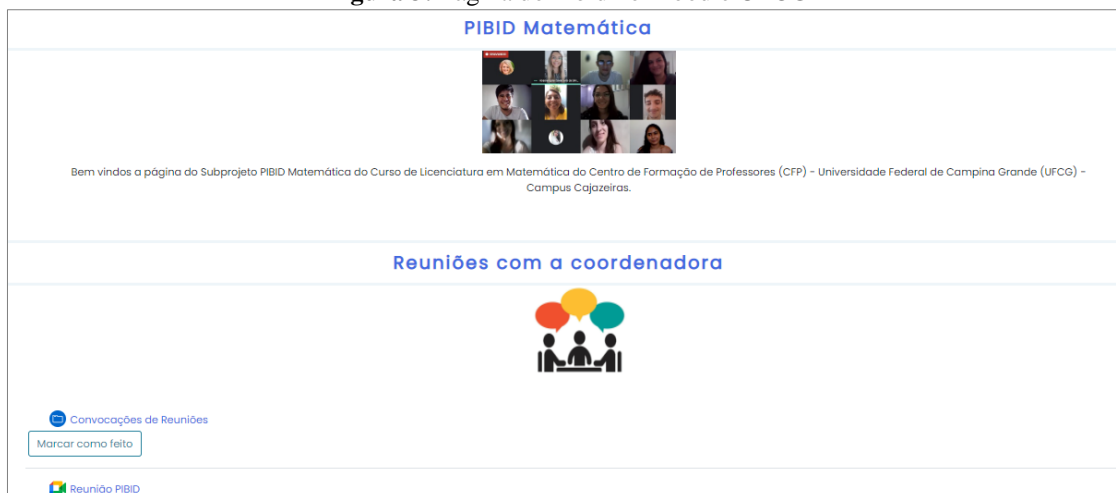 PIBID Matemática
Bem vindos a página do Subprojeto PIBID Matemática do Curso de Licenciatura em Matemática do Centro de Formação de Professores (CFP) - Universidade Federal de Campina Grande (UFCG) -
Campus Cajazeiras.
Reuniões com a coordenadora
Convocações de Reuniões
Marcar como feito
Reunião PIBID